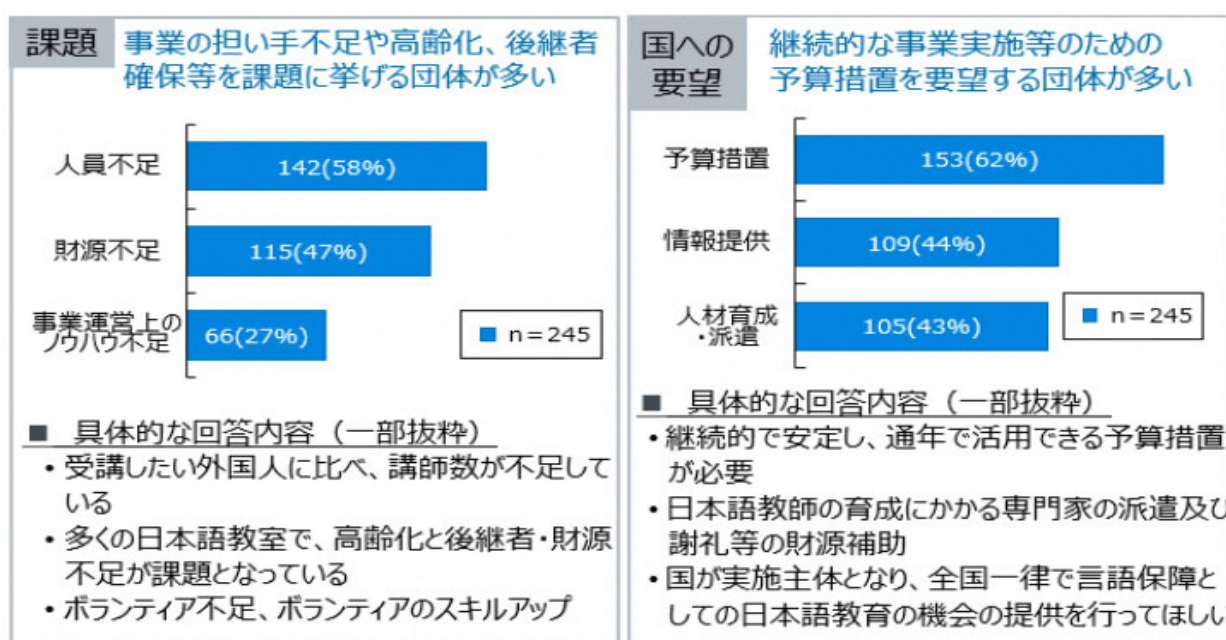 課題
事業の担い手不足や高齢化、後継者
確保等を課題に挙げる団体が多い
人員不足
142(58%)
財源不足
115(47%)
事業運営上の
ノウハウ不足
66(27%)
n=245
■ 具体的な回答内容（一部抜粋）
・受講したい外国人に比べ、講師数が不足して
いる
・多くの日本語教室で、高齢化と後継者・財源
不足が課題となっている
・ボランティア不足、ボランティアのスキルアップ
国への
要望
継続的な事業実施等のための
予算措置を要望する団体が多い
予算措置
153(62%)
情報提供
109(44%)
人材育成
・派遣
105(43%)
n=245
■ 具体的な回答内容（一部抜粋）
・継続的で安定し、通年で活用できる予算措置
が必要
・日本語教師の育成にかかる専門家の派遣及び
謝礼等の財源補助
・国が実施主体となり、全国一律で言語保障と
しての日本語教育の機会の提供を行ってほしい